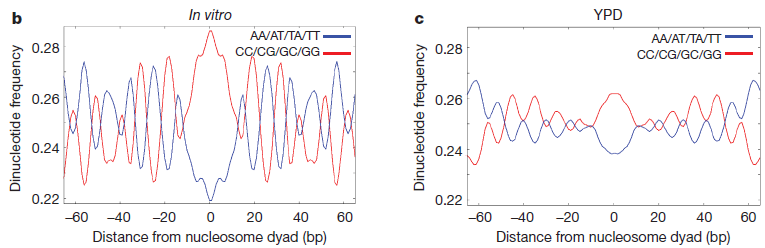 b
In vitro
AA/AT/TA/TT
CC/CG/GC/GG
Dinucleotide frequency
0.28
0.26
0.24
0.22
−60 −40 −20 0 20 40 60
Distance from nucleosome dyad (bp)
c
YPD
AA/AT/TA/TT
CC/CG/GC/GG
Dinucleotide frequency
0.28
0.26
0.24
0.22
−60 −40 −20 0 20 40 60
Distance from nucleosome dyad (bp)